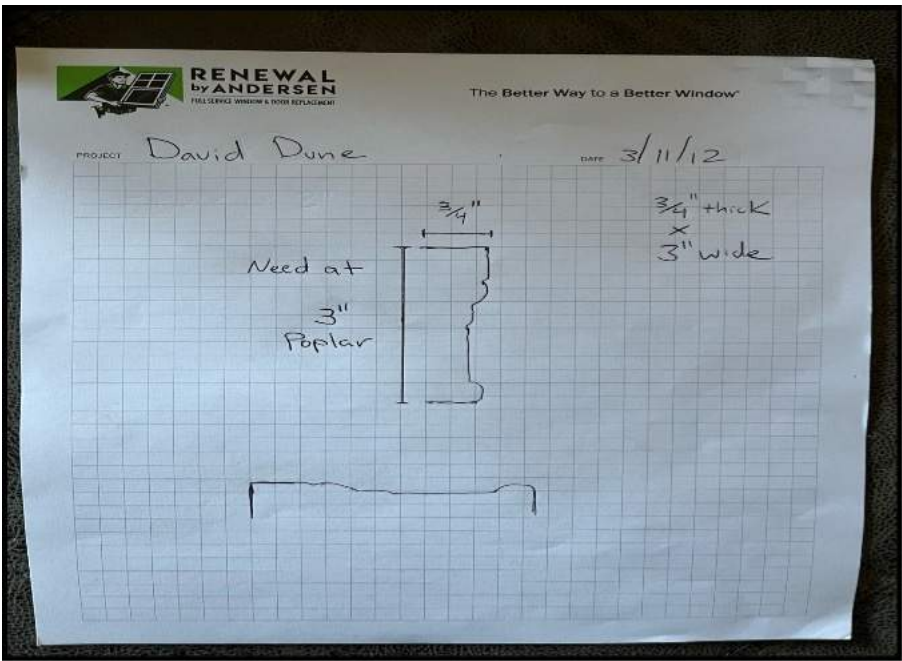 RENEWAL
by ANDERSEN
FULL SERVICE WINDOW & DOOR REPLACEMENT
The Better Way to a Better Window
PROJECT David Dune
DATE 3/11/12
3/4"
3/4" thick
x
3" wide
Need at
3"
Poplar